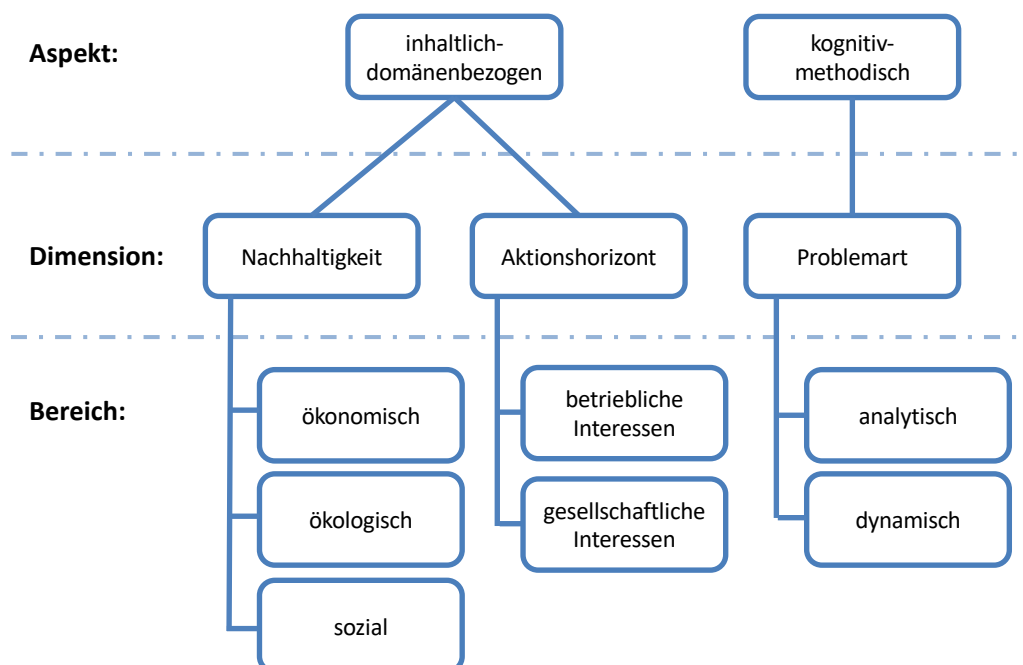 Aspekt:
inhaltlich-
domänenbezogen
kognitiv-
methodisch
Dimension:
Nachhaltigkeit
Aktionshorizont
Problemart
Bereich:
ökonomisch
betriebliche
Interessen
analytisch
ökologisch
gesellschaftliche
Interessen
dynamisch
sozial